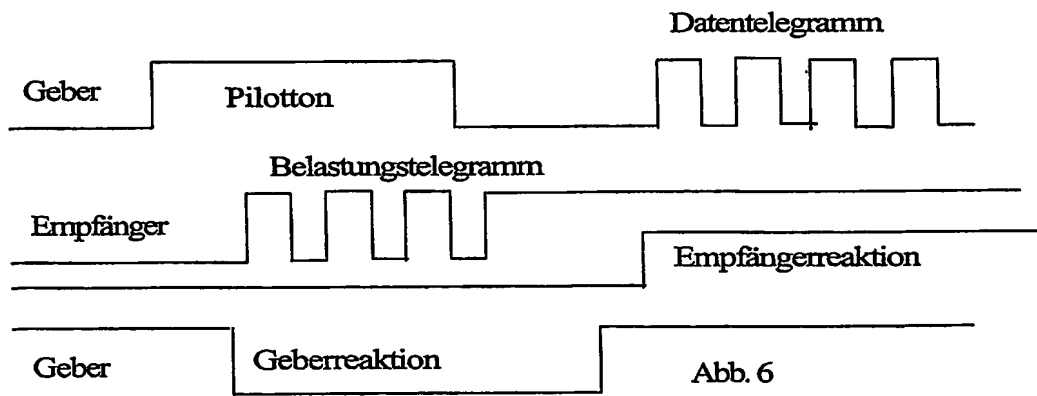 Datentelegramm
Geber
Pilotton
Belastungstelegramm
Empfänger
Empfängerreaktion
Geber
Geberreaktion
Abb. 6